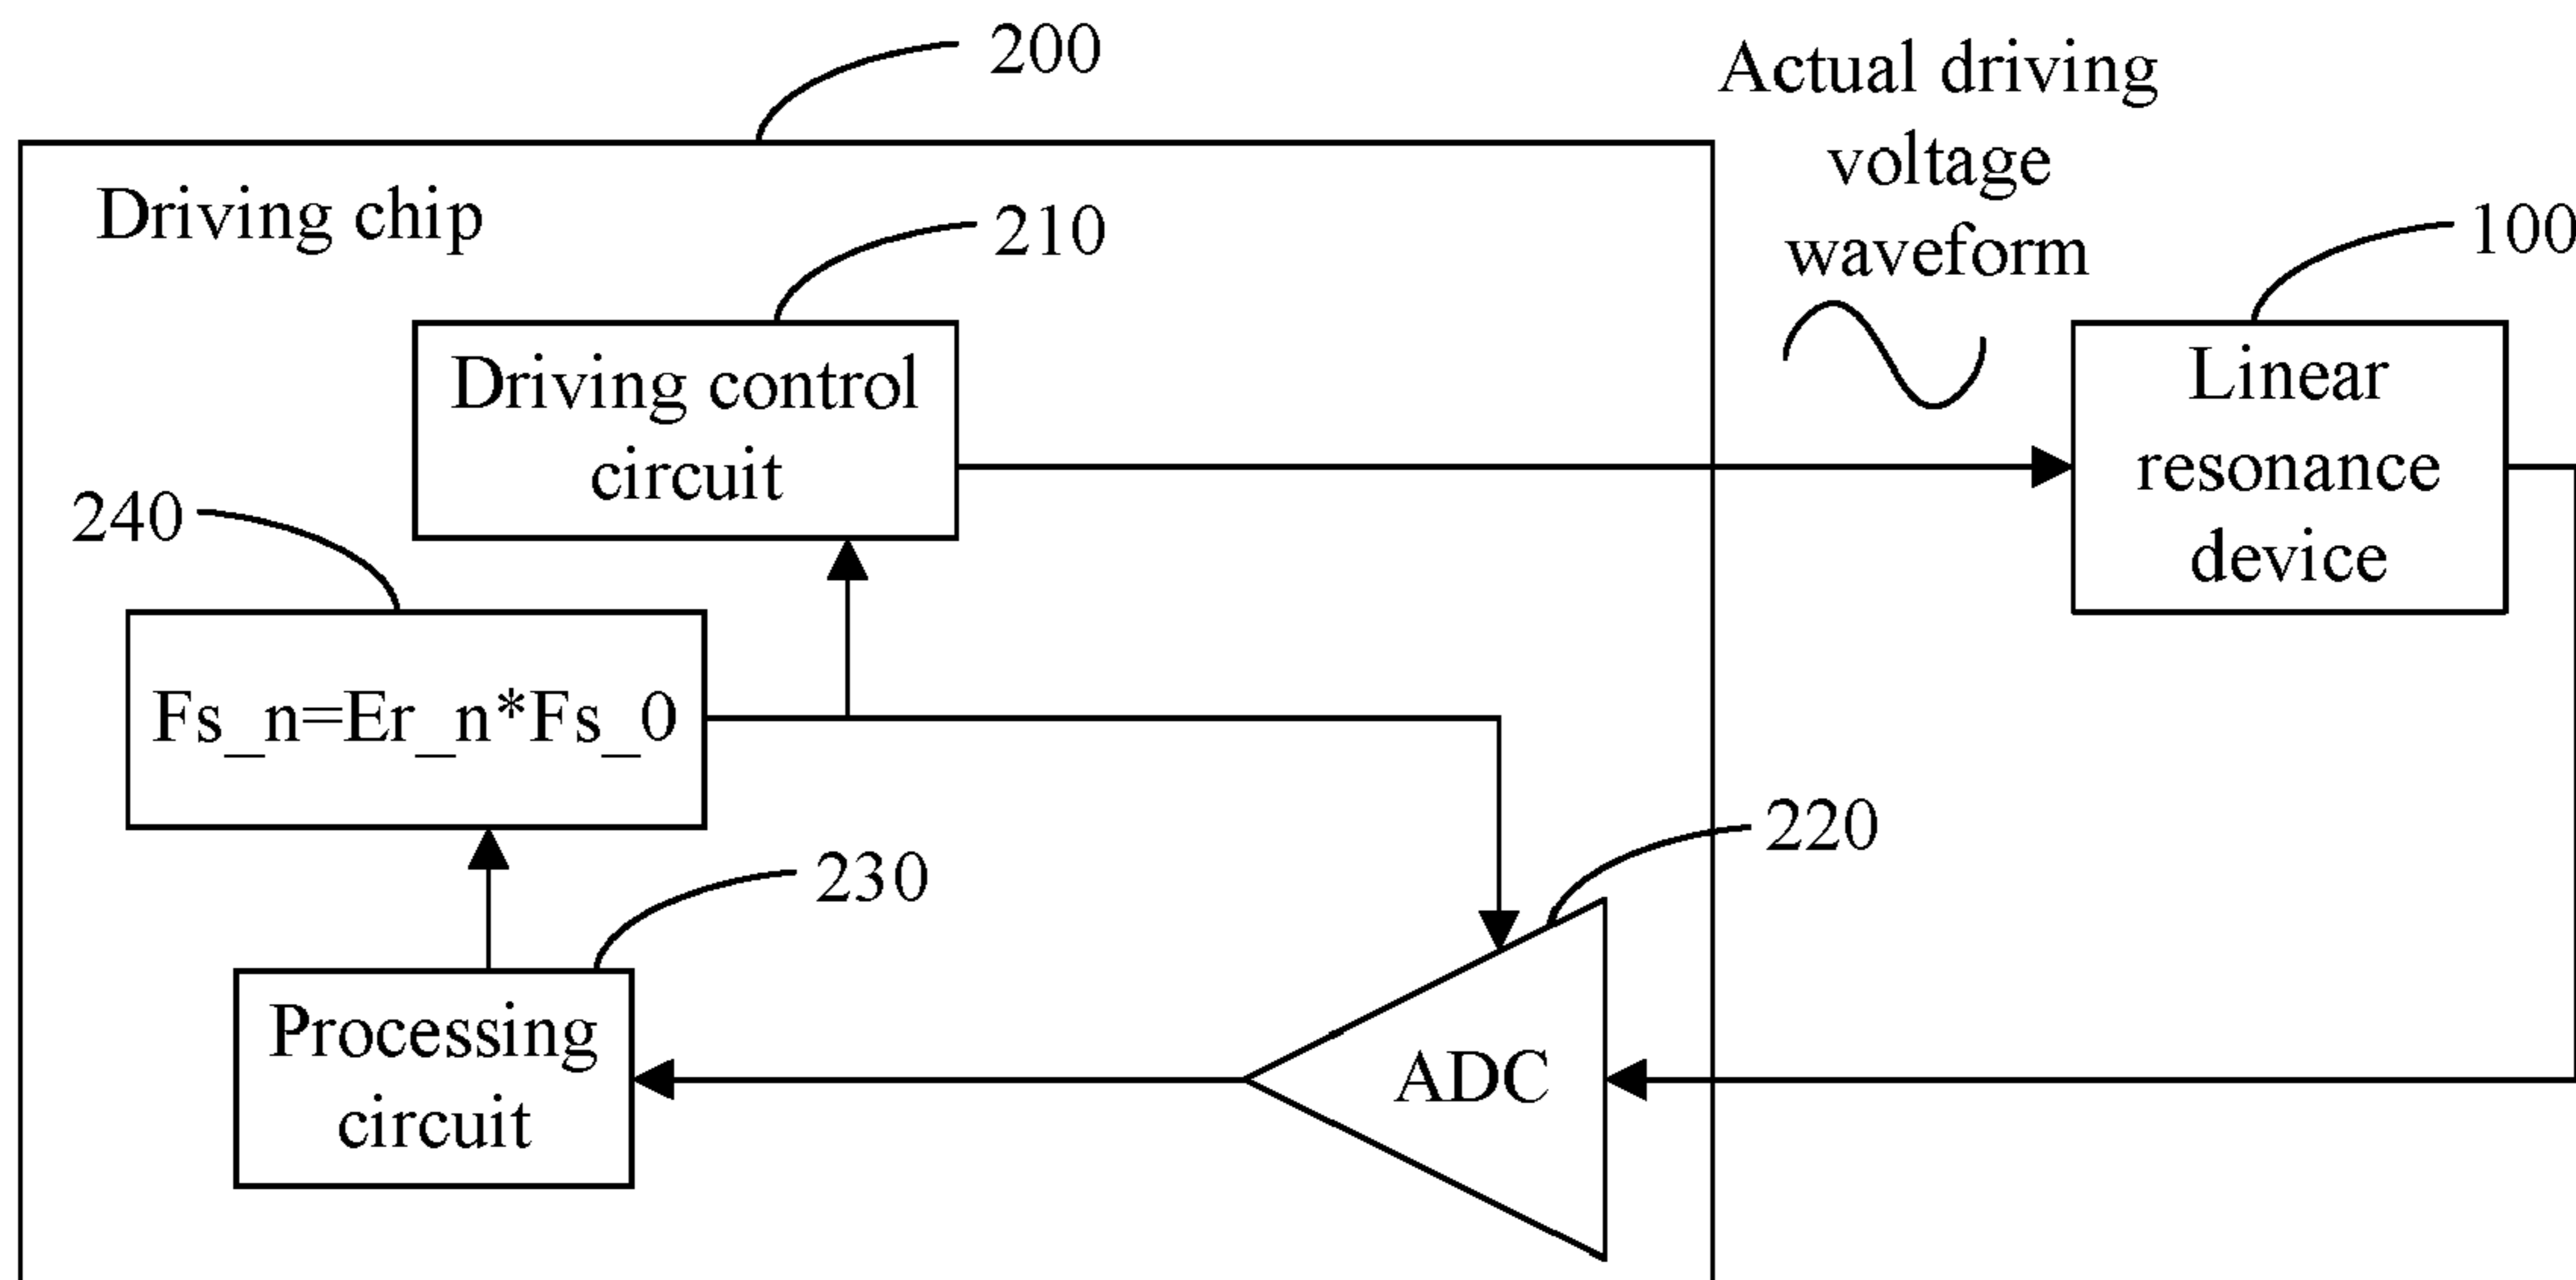 200
Actual driving
voltage
waveform
Driving chip
210
100
Driving control
circuit
Linear
resonance
device
240
Fs_n=Er_n*Fs_0
220
230
Processing
circuit
ADC